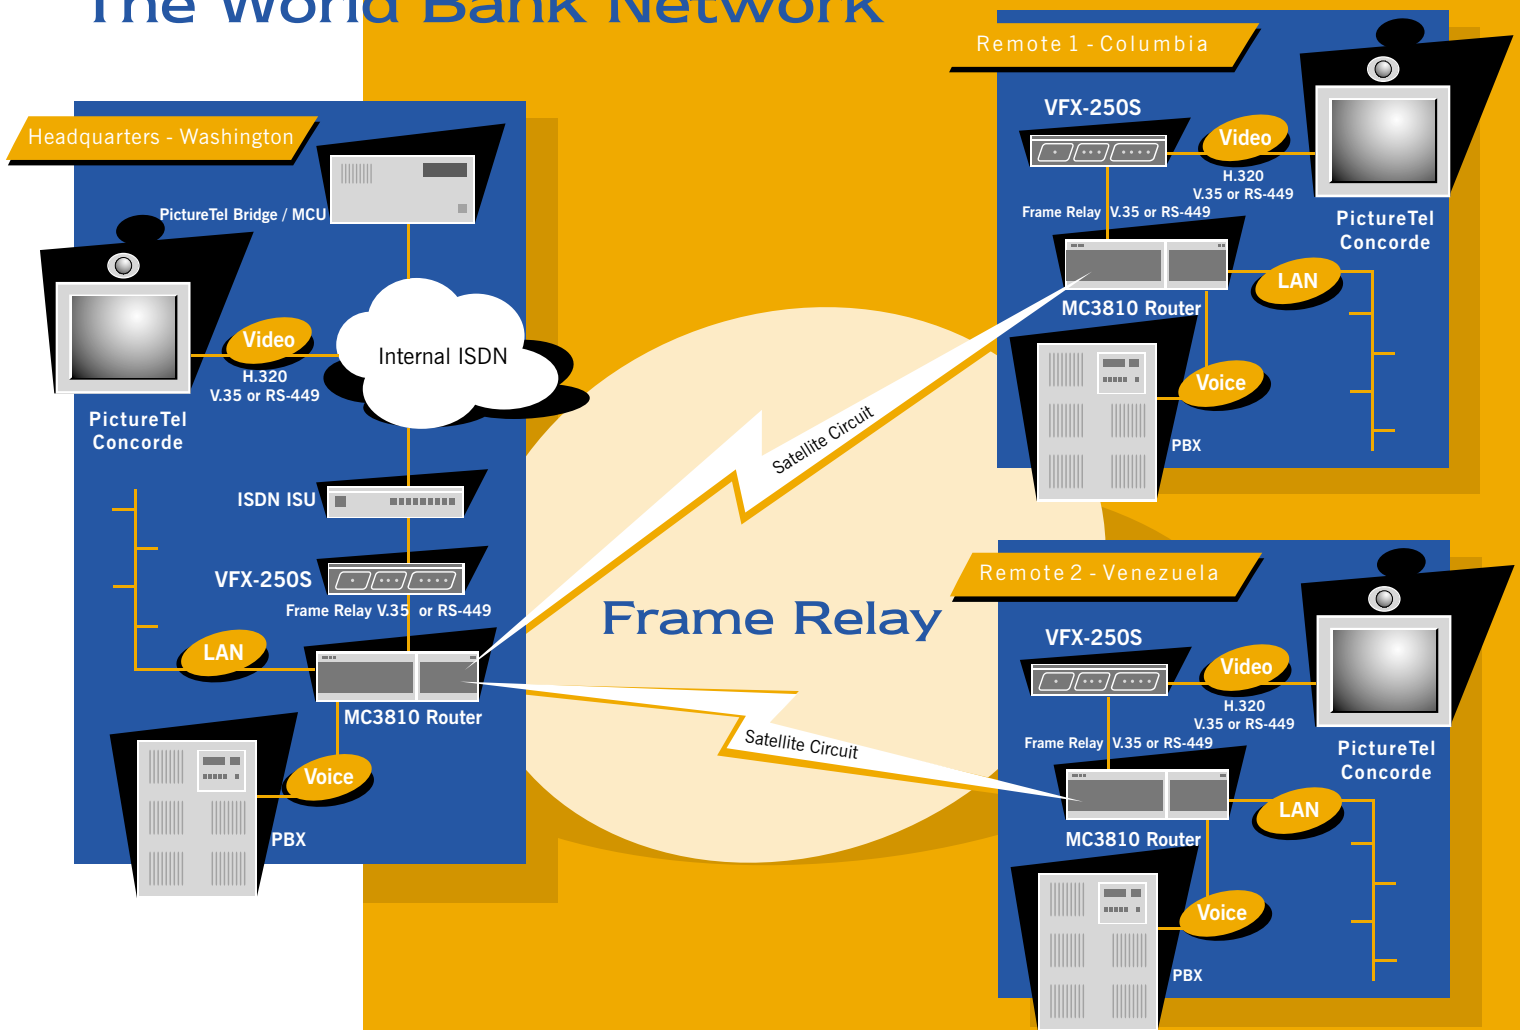 The World Bank Network
Headquarters - Washington
PictureTel Bridge / MCU
Video
H.320
V.35 or RS-449
Internal ISDN
PictureTel
Concorde
ISDN ISU
VFX-250S
Frame Relay V.35 or RS-449
LAN
MC3810 Router
Voice
PBX
Satellite Circuit
Frame Relay
Satellite Circuit
Remote 1 - Columbia
VFX-250S
Video
H.320
V.35 or RS-449
Frame Relay V.35 or RS-449
PictureTel
Concorde
LAN
MC3810 Router
Voice
PBX
Remote 2 - Venezuela
VFX-250S
Video
H.320
V.35 or RS-449
Frame Relay V.35 or RS-449
PictureTel
Concorde
LAN
MC3810 Router
Voice
PBX